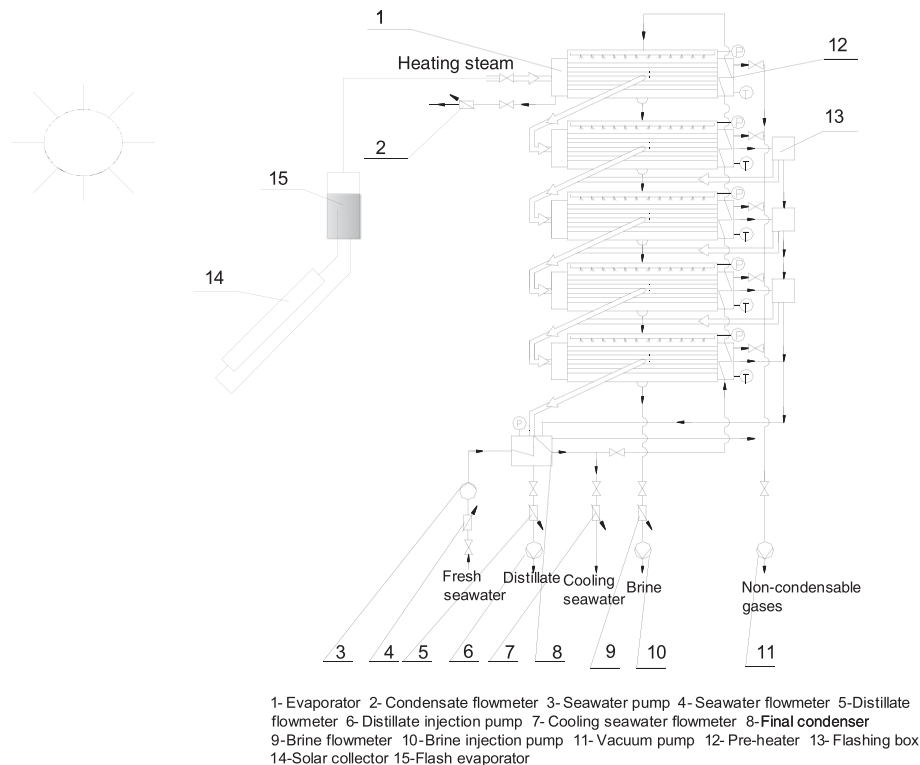 1
P
Heating steam
12
T
P
13
2
T
15
P
T
14
P
T
P
T
P
Fresh
seawater
Distillate
Cooling
seawater
Brine
Non-condensable
gases
3 4 5 6 7 8 9 10 11
1- Evaporator 2- Condensate flowmeter 3- Seawater pump 4- Seawater flowmeter 5-Distillate
flowmeter 6- Distillate injection pump 7- Cooling seawater flowmeter 8-Final condenser
9-Brine flowmeter 10-Brine injection pump 11- Vacuum pump 12- Pre-heater 13- Flashing box
14-Solar collector 15-Flash evaporator